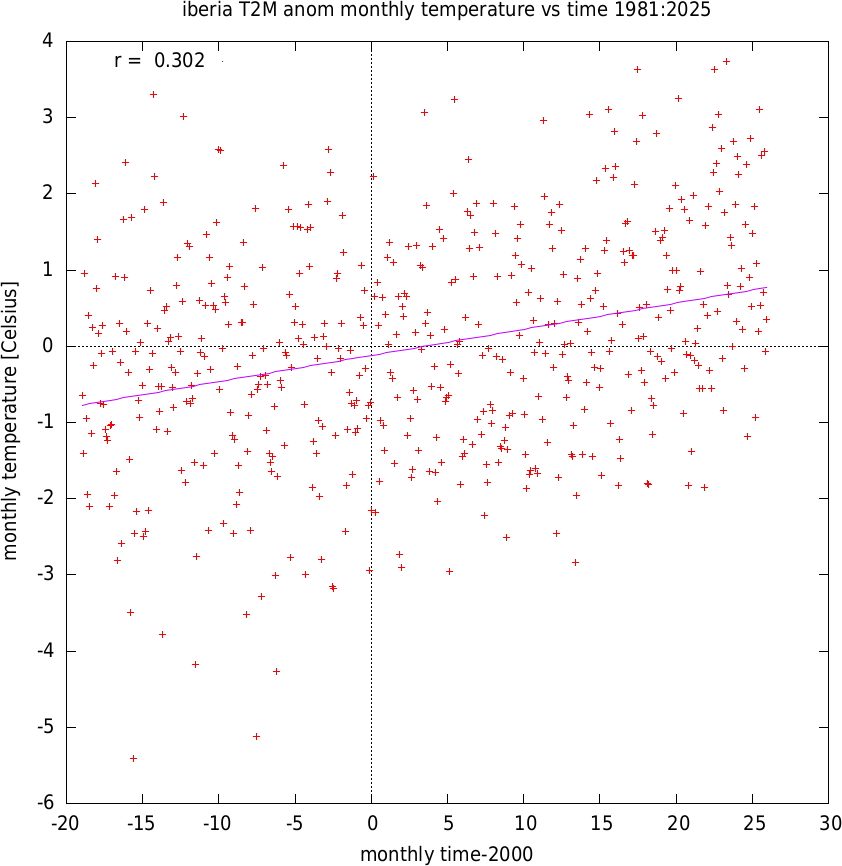 iberia T2M anom monthly temperature vs time 1981:2025
r =  0.302
4
3
2
1
0
-1
-2
-3
-4
-5
-6
monthly temperature [Celsius]
-20 -15 -10 -5 0 5 10 15 20 25 30
monthly time-2000